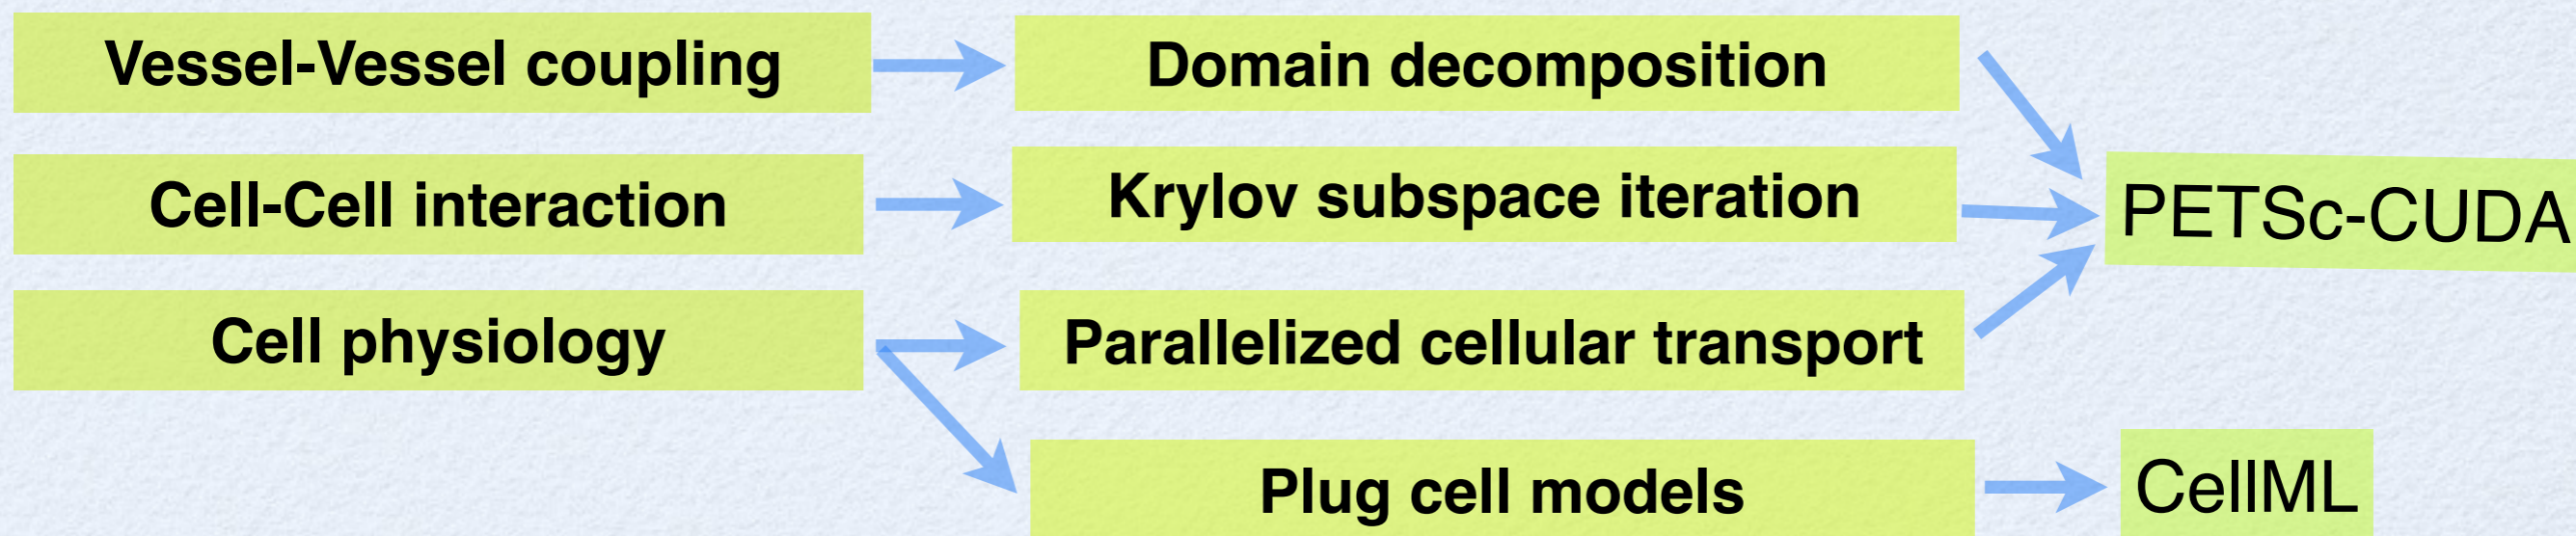 Vessel-Vessel coupling
Domain decomposition
Cell-Cell interaction
Krylov subspace iteration
PETSc-CUDA
Cell physiology
Parallelized cellular transport
Plug cell models
CellML